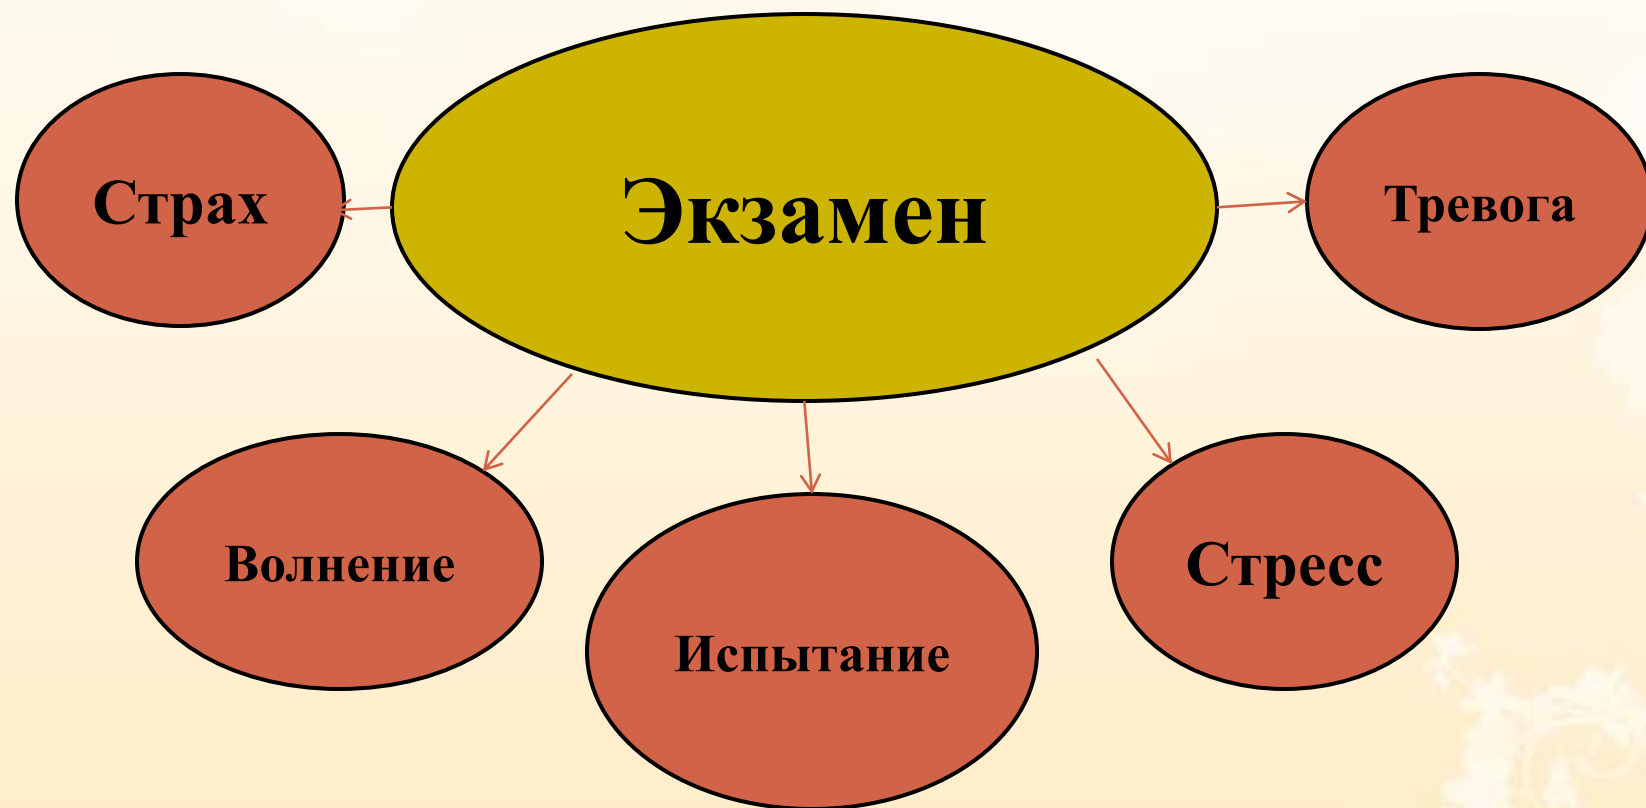 Экзамен
Страх
Тревога
Волнение
Стресс
Испытание